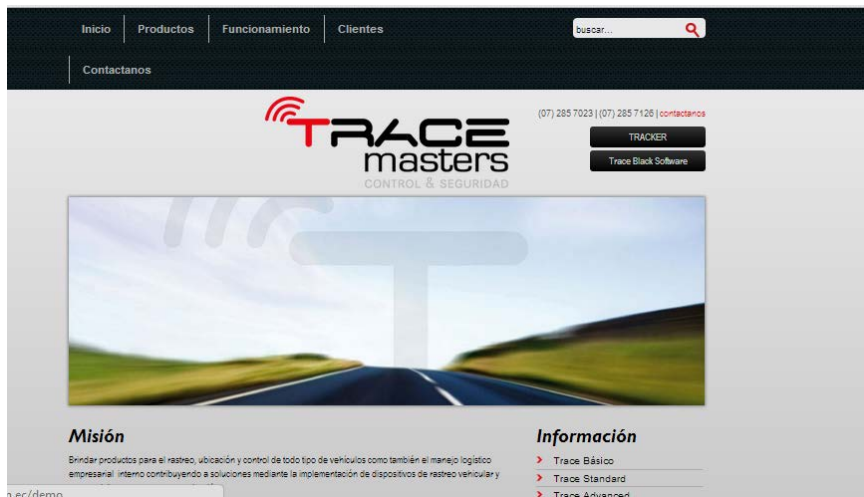 Inicio Productos Funcionamiento Clientes
buscar...
Contactanos
TRACE
masters
CONTROL & SEGURIDAD
(07) 285 7023 | (07) 285 7126 | contactanos
TRACKER
Trace Black Software
Misión
Brindar productos para el rastreo, ubicación y control de todo tipo de vehículos como también el manejo logístico
empresarial interno contribuyendo a soluciones mediante la implementación de dispositivos de rastreo vehicular y
Información
Trace Básico
Trace Standard
Trace Advanced
.ec/demo